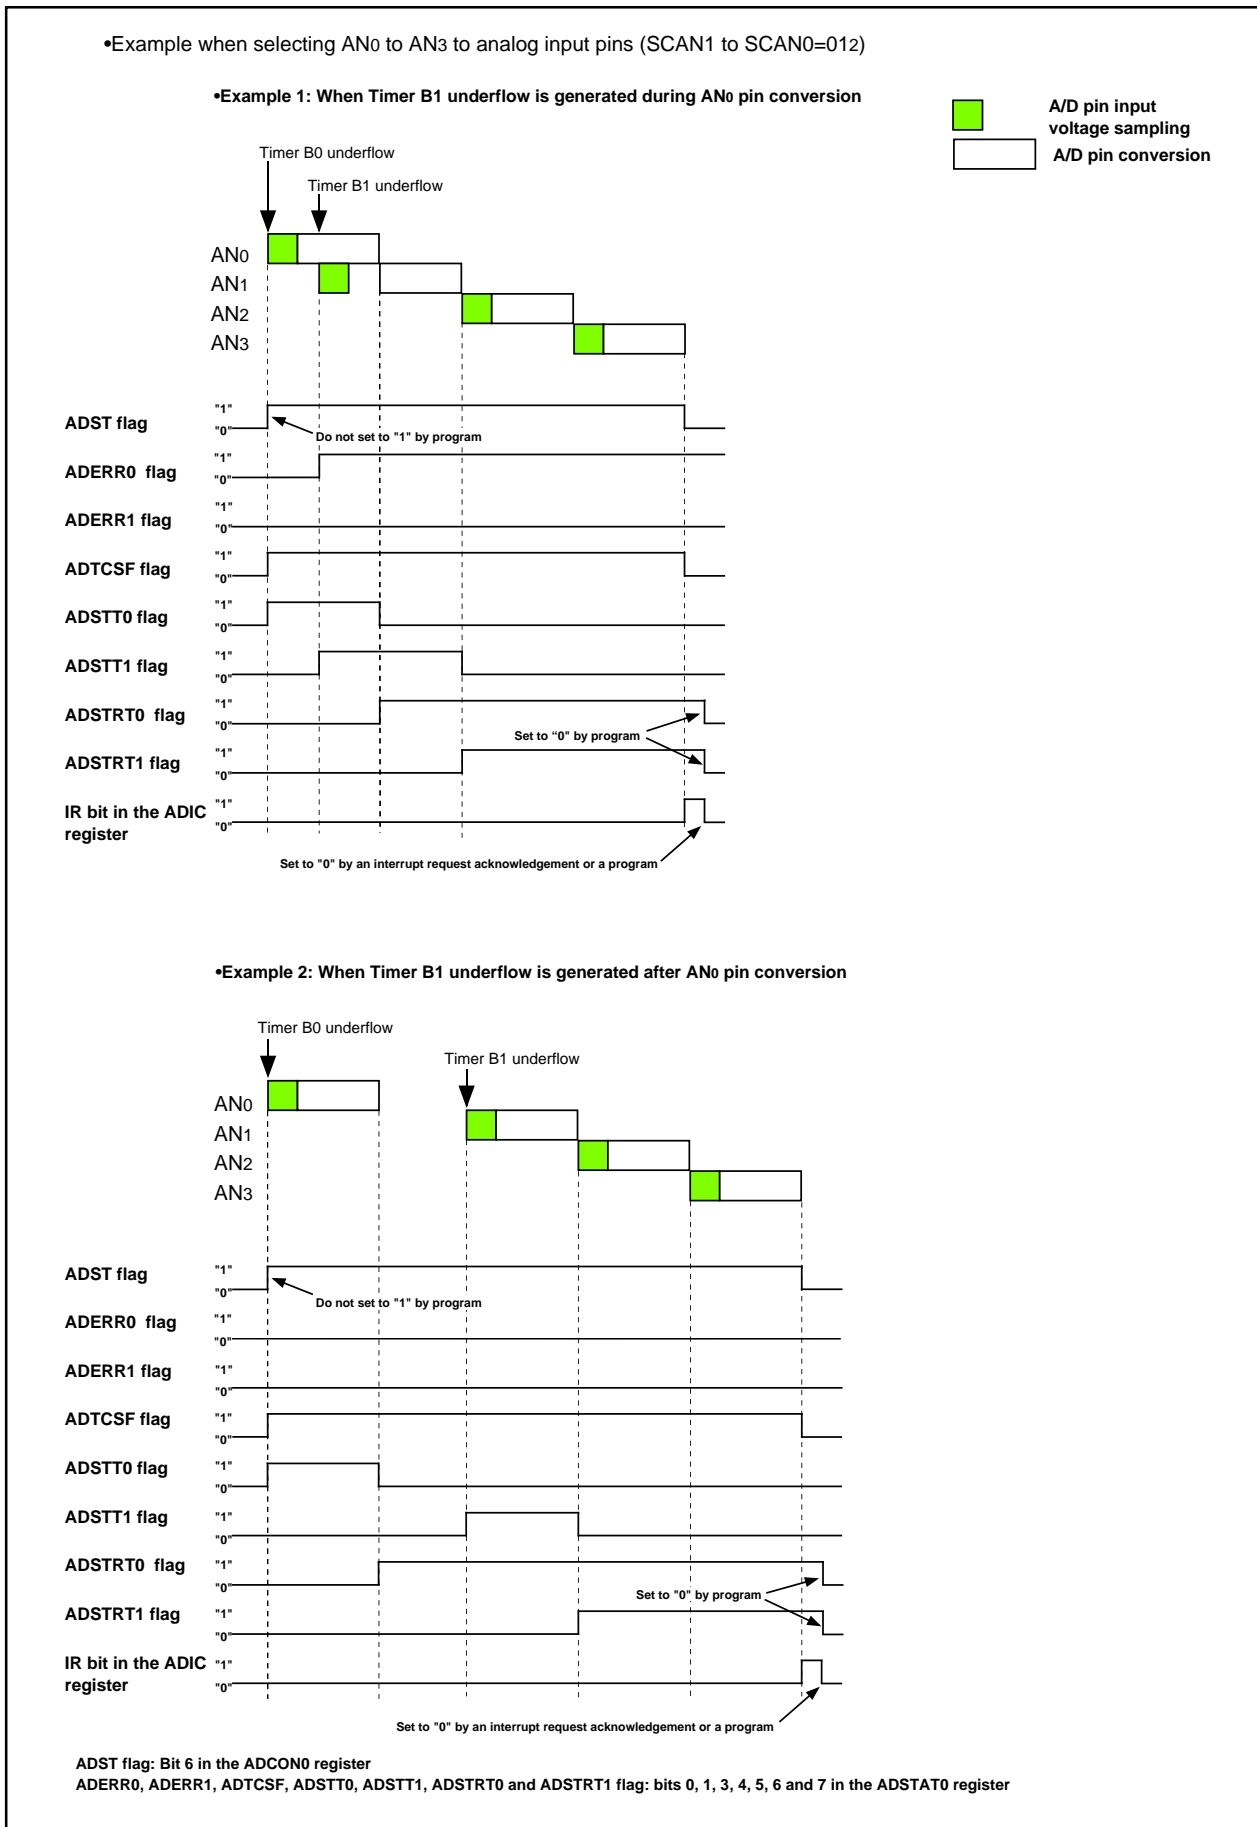 •Example when selecting AN0 to AN3 to analog input pins (SCAN1 to SCAN0=012)
•Example 1: When Timer B1 underflow is generated during AN0 pin conversion
A/D pin input
voltage sampling
A/D pin conversion
Timer B0 underflow
Timer B1 underflow
AN0
AN1
AN2
AN3
ADST flag
"1"
"0"
Do not set to "1" by program
ADERR0 flag
"1"
"0"
ADERR1 flag
"1"
"0"
ADTCSF flag
"1"
"0"
ADSTT0 flag
"1"
"0"
ADSTT1 flag
"1"
"0"
ADSTRT0 flag
"1"
"0"
Set to “0" by program
ADSTRT1 flag
"1"
"0"
IR bit in the ADIC
register
"1"
"0"
Set to "0" by an interrupt request acknowledgement or a program
•Example 2: When Timer B1 underflow is generated after AN0 pin conversion
Timer B0 underflow
Timer B1 underflow
AN0
AN1
AN2
AN3
ADST flag
"1"
"0"
Do not set to "1" by program
ADERR0 flag
"1"
"0"
ADERR1 flag
"1"
"0"
ADTCSF flag
"1"
"0"
ADSTT0 flag
"1"
"0"
ADSTT1 flag
"1"
"0"
ADSTRT0 flag
"1"
"0"
Set to "0" by program
ADSTRT1 flag
"1"
"0"
IR bit in the ADIC
register
"1"
"0"
Set to "0" by an interrupt request acknowledgement or a program
ADST flag: Bit 6 in the ADCON0 register
ADERR0, ADERR1, ADTCSF, ADSTT0, ADSTT1, ADSTRT0 and ADSTRT1 flag: bits 0, 1, 3, 4, 5, 6 and 7 in the ADSTAT0 register